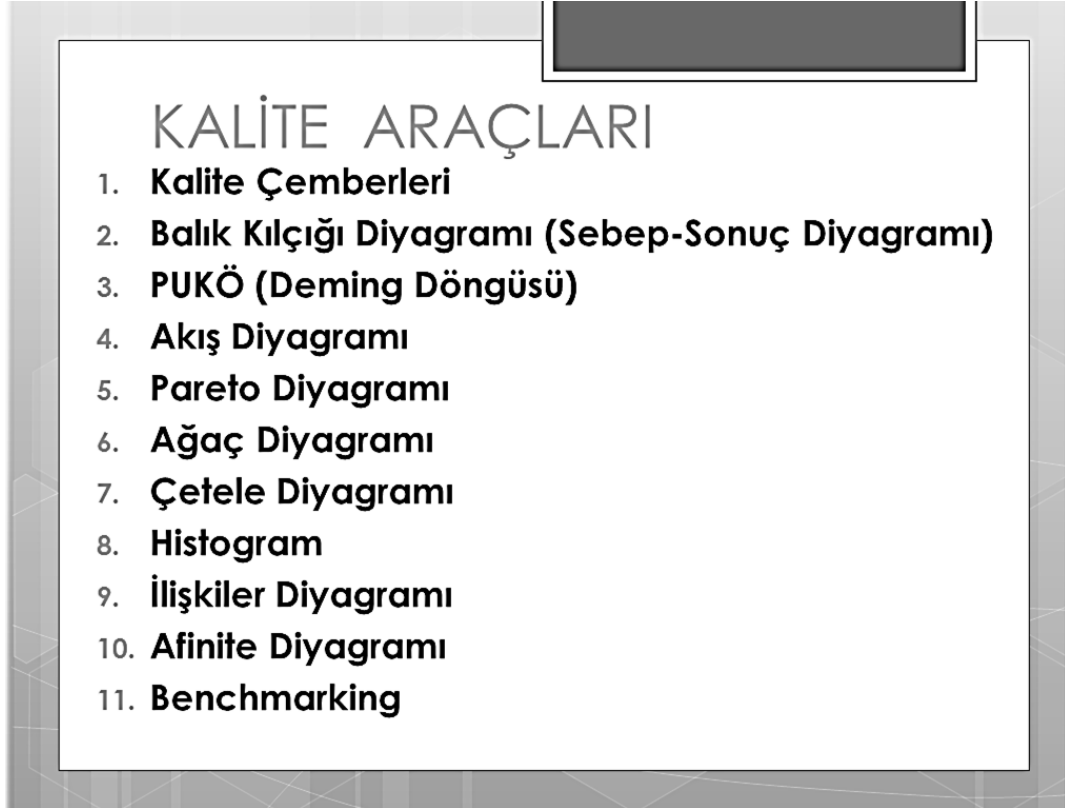 KALİTE ARAÇLARI
1. Kalite Çemberleri
2. Balık Kılçığı Diyagramı (Sebep-Sonuç Diyagramı)
3. PUKÖ (Deming Döngüsü)
4. Akış Diyagramı
5. Pareto Diyagramı
6. Ağaç Diyagramı
7. Çetele Diyagramı
8. Histogram
9. İlişkiler Diyagramı
10. Afinite Diyagramı
11. Benchmarking